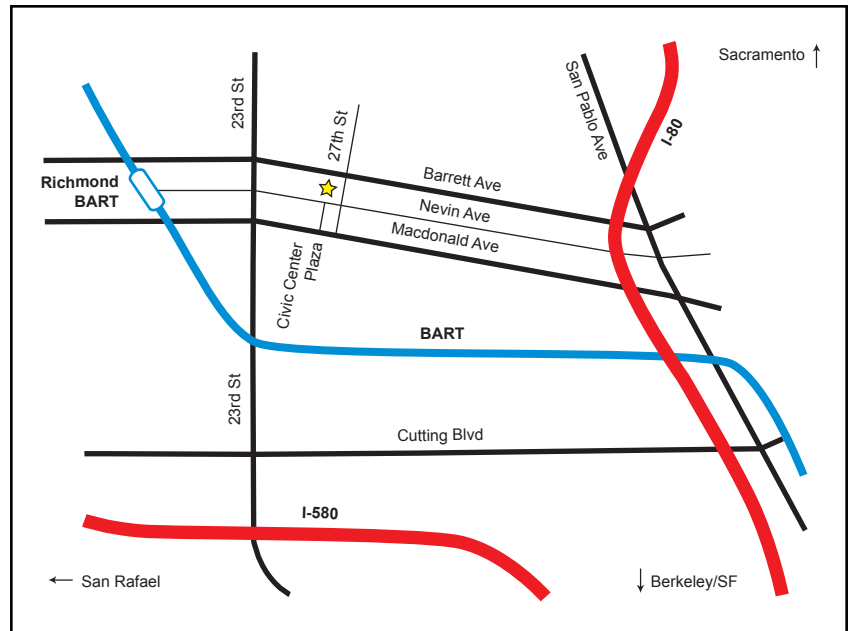 Sacramento
23rd St
27th St
San Pablo Ave
I-80
Barrett Ave
Richmond
BART
Nevin Ave
Macdonald Ave
Civic Center
Plaza
BART
23rd St
Cutting Blvd
I-580
San Rafael
Berkeley/SF